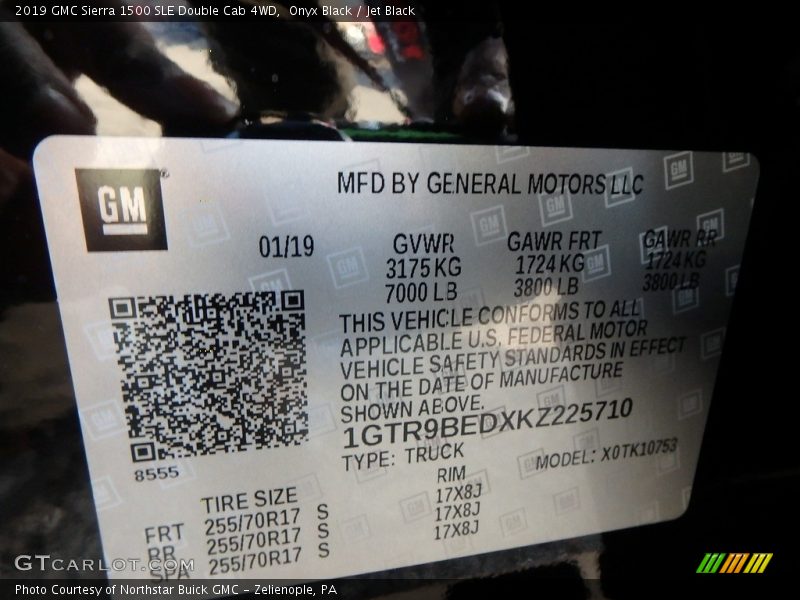 2019 GMC Sierra 1500 SLE Double Cab 4WD, Onyx Black / Jet Black
GM
MFD BY GENERAL MOTORS LLC
01/19
GVWR GAWR FRT GAWR RR
3175 KG 1724 KG 1724 KG
7000 LB 3800 LB 3800 LB
THIS VEHICLE CONFORMS TO ALL
APPLICABLE U.S. FEDERAL MOTOR
VEHICLE SAFETY STANDARDS IN EFFECT
ON THE DATE OF MANUFACTURE
SHOWN ABOVE.
1GTR9BEDXKZ225710
8555
TYPE: TRUCK MODEL: X0TK10753
TIRE SIZE RIM
FRT 255/70R17 S 17X8J
RR 255/70R17 S 17X8J
SPA 255/70R17 S 17X8J
GTCARLOT.COM
Photo Courtesy of Northstar Buick GMC - Zelienople, PA